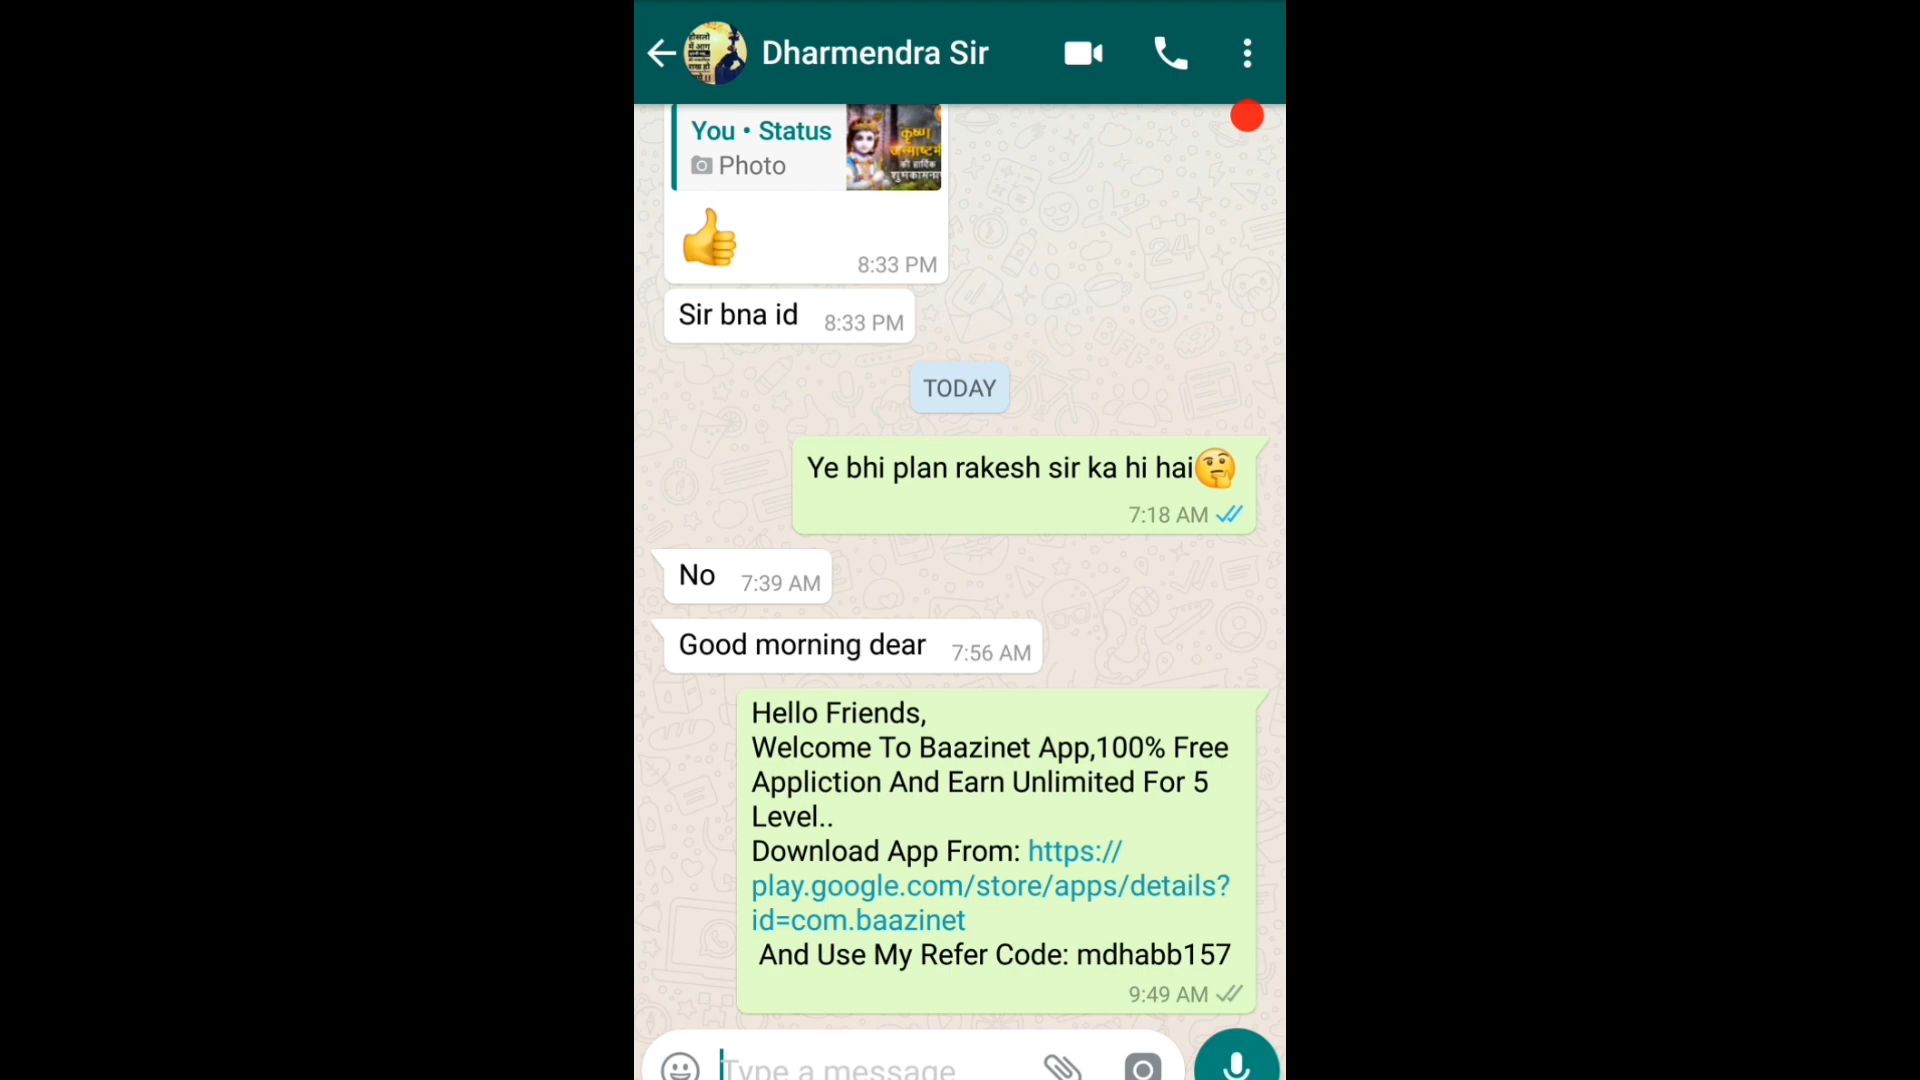 Dharmendra Sir
You • Status
Photo
कृष्ण
की हार्दिक
8:33 PM
Sir bna id 8:33 PM
TODAY
Ye bhi plan rakesh sir ka hi hai🤔
7:18 AM
No 7:39 AM
Good morning dear 7:56 AM
Hello Friends,
Welcome To Baazinet App,100% Free
Appliction And Earn Unlimited For 5
Level..
Download App From: https://
play.google.com/store/apps/details?
id=com.baazinet
And Use My Refer Code: mdhabb157
9:49 AM
Type a message